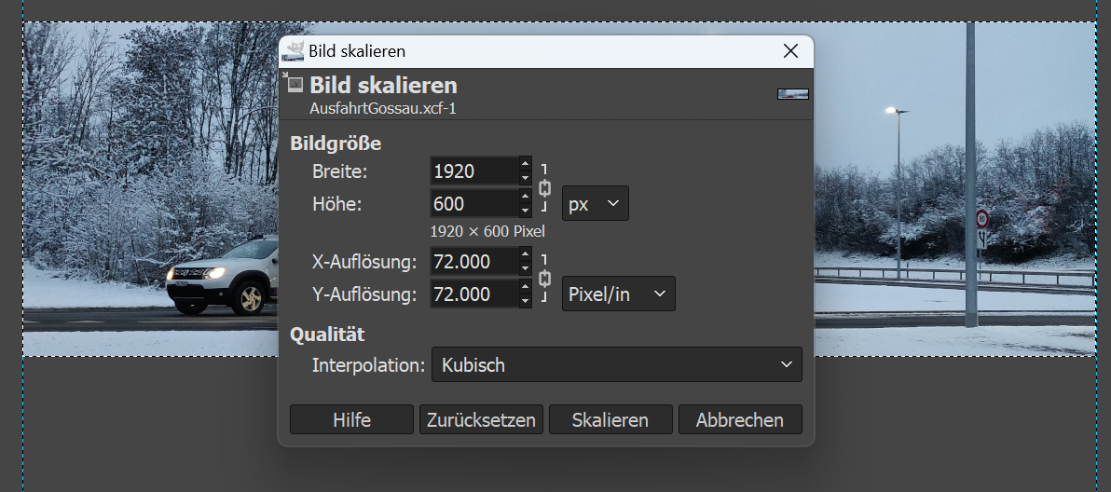 Bild skalieren
Bild skalieren
AusfahrtGossau.xcf-1
Bildgröße
Breite: 1920
Höhe: 600 px
1920 × 600 Pixel
X-Auflösung: 72.000
Y-Auflösung: 72.000 Pixel/in
Qualität
Interpolation: Kubisch
Hilfe Zurücksetzen Skalieren Abbrechen